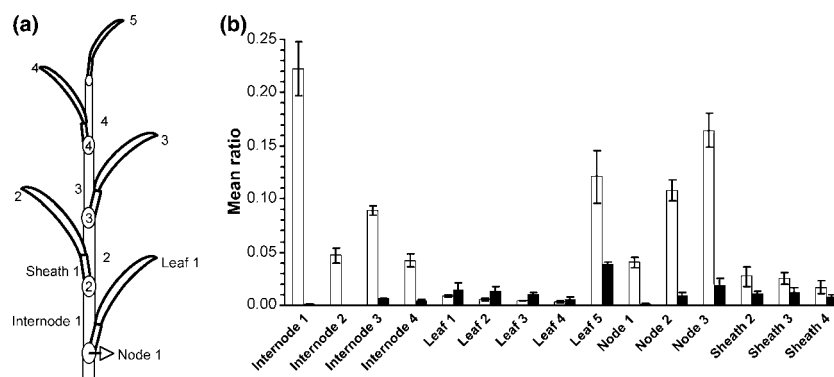 (a)
5
4
4
3
4
3
2
3
2
Sheath 1
Leaf 1
2
Internode 1
Node 1
(b)
Mean ratio
0.25
0.20
0.15
0.10
0.05
0.00
Internode 1
Internode 2
Internode 3
Internode 4
Leaf 1
Leaf 2
Leaf 3
Leaf 4
Leaf 5
Node 1
Node 2
Node 3
Sheath 2
Sheath 3
Sheath 4